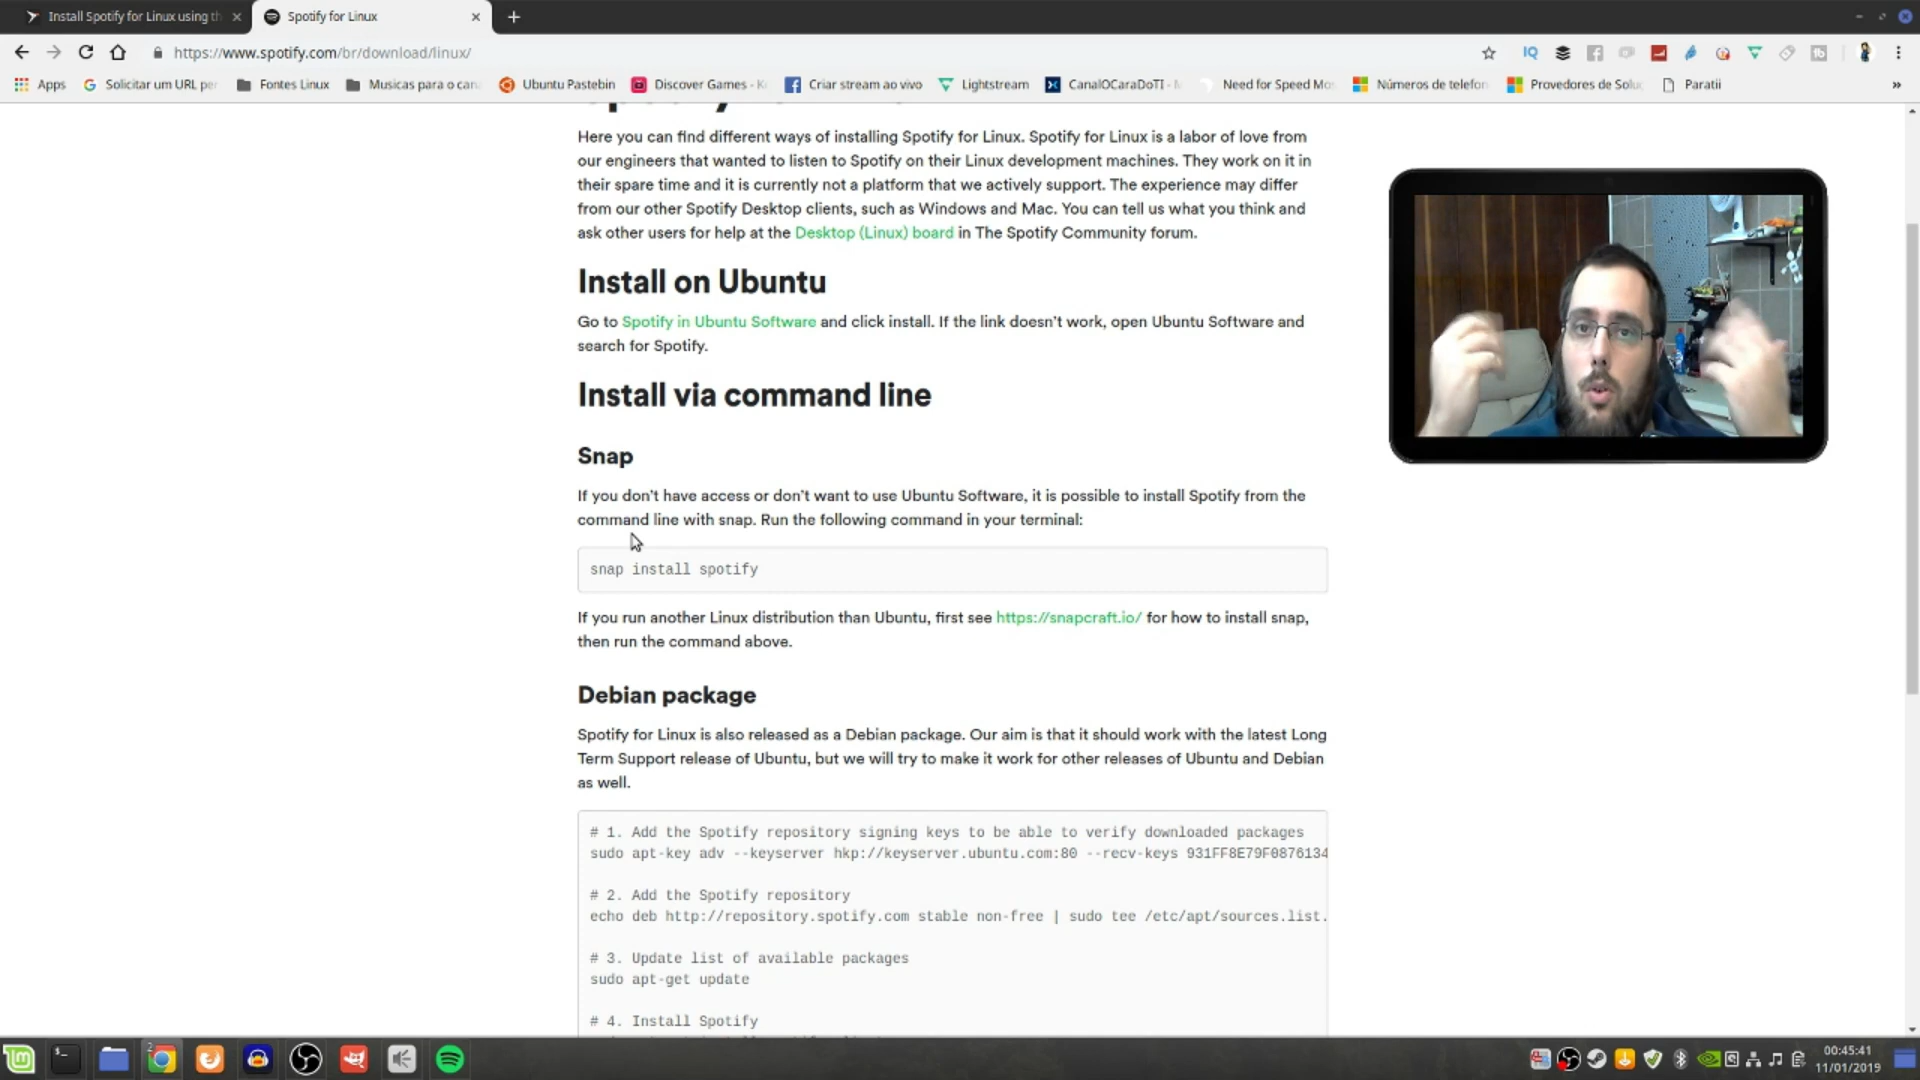 Install Spotify for Linux using th
Spotify for Linux
https://www.spotify.com/br/download/linux/
IQ
Apps
Solicitar um URL per
Fontes Linux
Musicas para o cana
Ubuntu Pastebin
Discover Games - K
Criar stream ao vivo
Lightstream
CanalOCaraDoTI - M
Need for Speed Mos
Números de telefon
Provedores de Soluç
Paratii
»
Here you can find different ways of installing Spotify for Linux. Spotify for Linux is a labor of love from
our engineers that wanted to listen to Spotify on their Linux development machines. They work on it in
their spare time and it is currently not a platform that we actively support. The experience may differ
from our other Spotify Desktop clients, such as Windows and Mac. You can tell us what you think and
ask other users for help at the Desktop (Linux) board in The Spotify Community forum.
Install on Ubuntu
Go to Spotify in Ubuntu Software and click install. If the link doesn't work, open Ubuntu Software and
search for Spotify.
Install via command line
Snap
If you don't have access or don't want to use Ubuntu Software, it is possible to install Spotify from the
command line with snap. Run the following command in your terminal:
snap install spotify
If you run another Linux distribution than Ubuntu, first see https://snapcraft.io/ for how to install snap,
then run the command above.
Debian package
Spotify for Linux is also released as a Debian package. Our aim is that it should work with the latest Long
Term Support release of Ubuntu, but we will try to make it work for other releases of Ubuntu and Debian
as well.
# 1. Add the Spotify repository signing keys to be able to verify downloaded packages
sudo apt-key adv --keyserver hkp://keyserver.ubuntu.com:80 --recv-keys 931FF8E79F0876134
# 2. Add the Spotify repository
echo deb http://repository.spotify.com stable non-free | sudo tee /etc/apt/sources.list.
# 3. Update list of available packages
sudo apt-get update
# 4. Install Spotify
2
00:45:41
11/01/2019